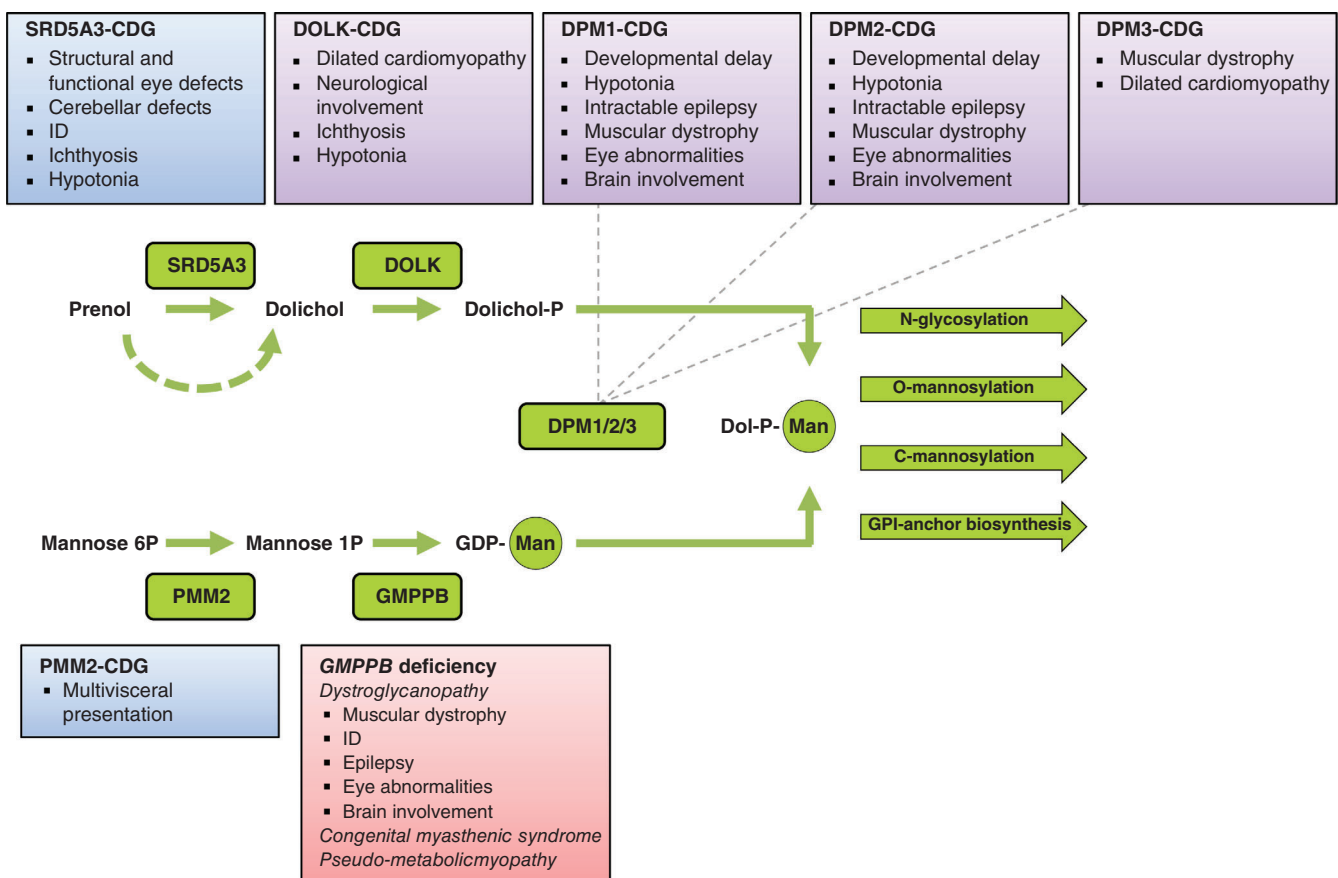 SRD5A3-CDG
▪ Structural and
functional eye defects
▪ Cerebellar defects
▪ ID
▪ Ichthyosis
▪ Hypotonia
DOLK-CDG
▪ Dilated cardiomyopathy
▪ Neurological
involvement
▪ Ichthyosis
▪ Hypotonia
DPM1-CDG
▪ Developmental delay
▪ Hypotonia
▪ Intractable epilepsy
▪ Muscular dystrophy
▪ Eye abnormalities
▪ Brain involvement
DPM2-CDG
▪ Developmental delay
▪ Hypotonia
▪ Intractable epilepsy
▪ Muscular dystrophy
▪ Eye abnormalities
▪ Brain involvement
DPM3-CDG
▪ Muscular dystrophy
▪ Dilated cardiomyopathy
SRD5A3
DOLK
Prenol
Dolichol
Dolichol-P
N-glycosylation
O-mannosylation
DPM1/2/3
Dol-P- Man
C-mannosylation
GPI-anchor biosynthesis
Mannose 6P
Mannose 1P
GDP- Man
PMM2
GMPPB
PMM2-CDG
▪ Multivisceral
presentation
GMPPB deficiency
Dystroglycanopathy
▪ Muscular dystrophy
▪ ID
▪ Epilepsy
▪ Eye abnormalities
▪ Brain involvement
Congenital myasthenic syndrome
Pseudo-metabolicmyopathy